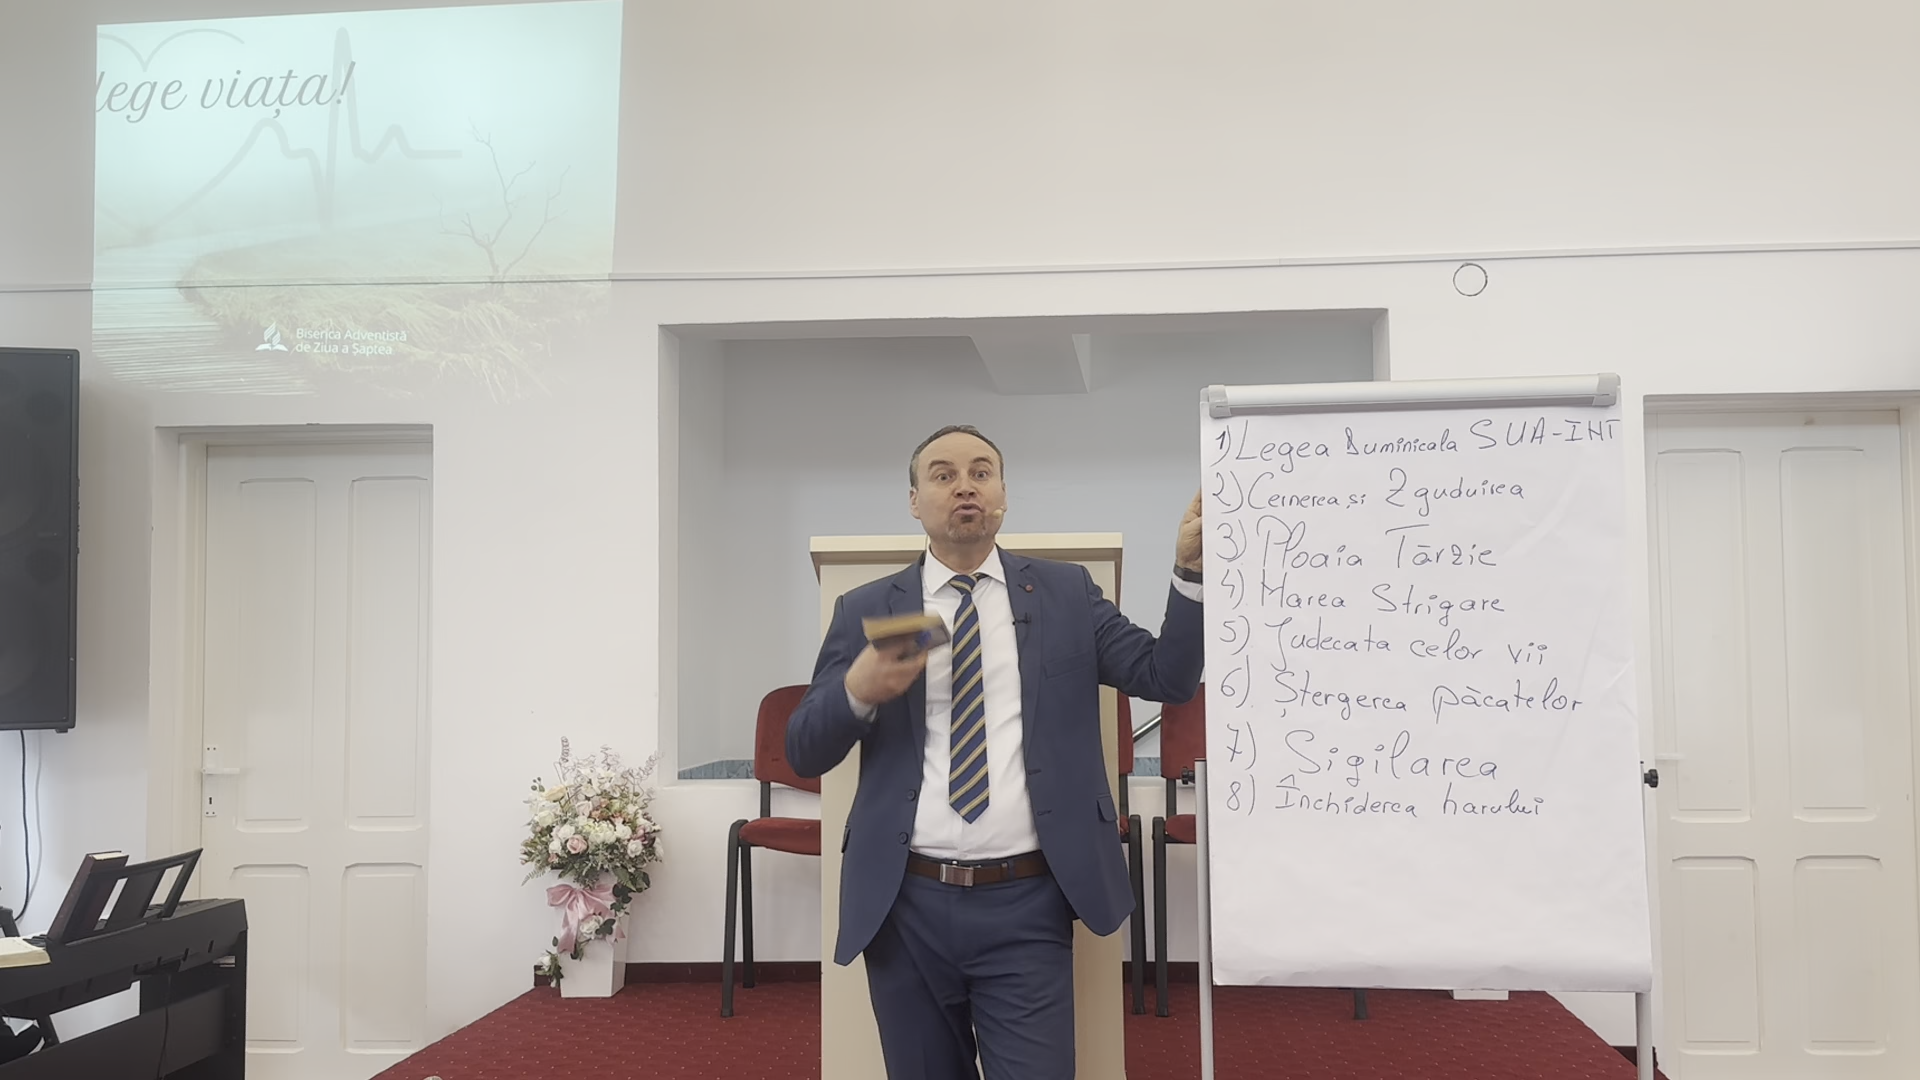 lege viața!
Biserica Adventistă
de Ziua a Șaptea
1) Legea Duminicala SUA-INT
2) Cernerea și Zguduirea
3) Ploaia Târzie
4). Marea Strigare
5). Judecata celor vii
6). Ștergerea păcatelor
7) Sigilarea
8) Închiderea harului